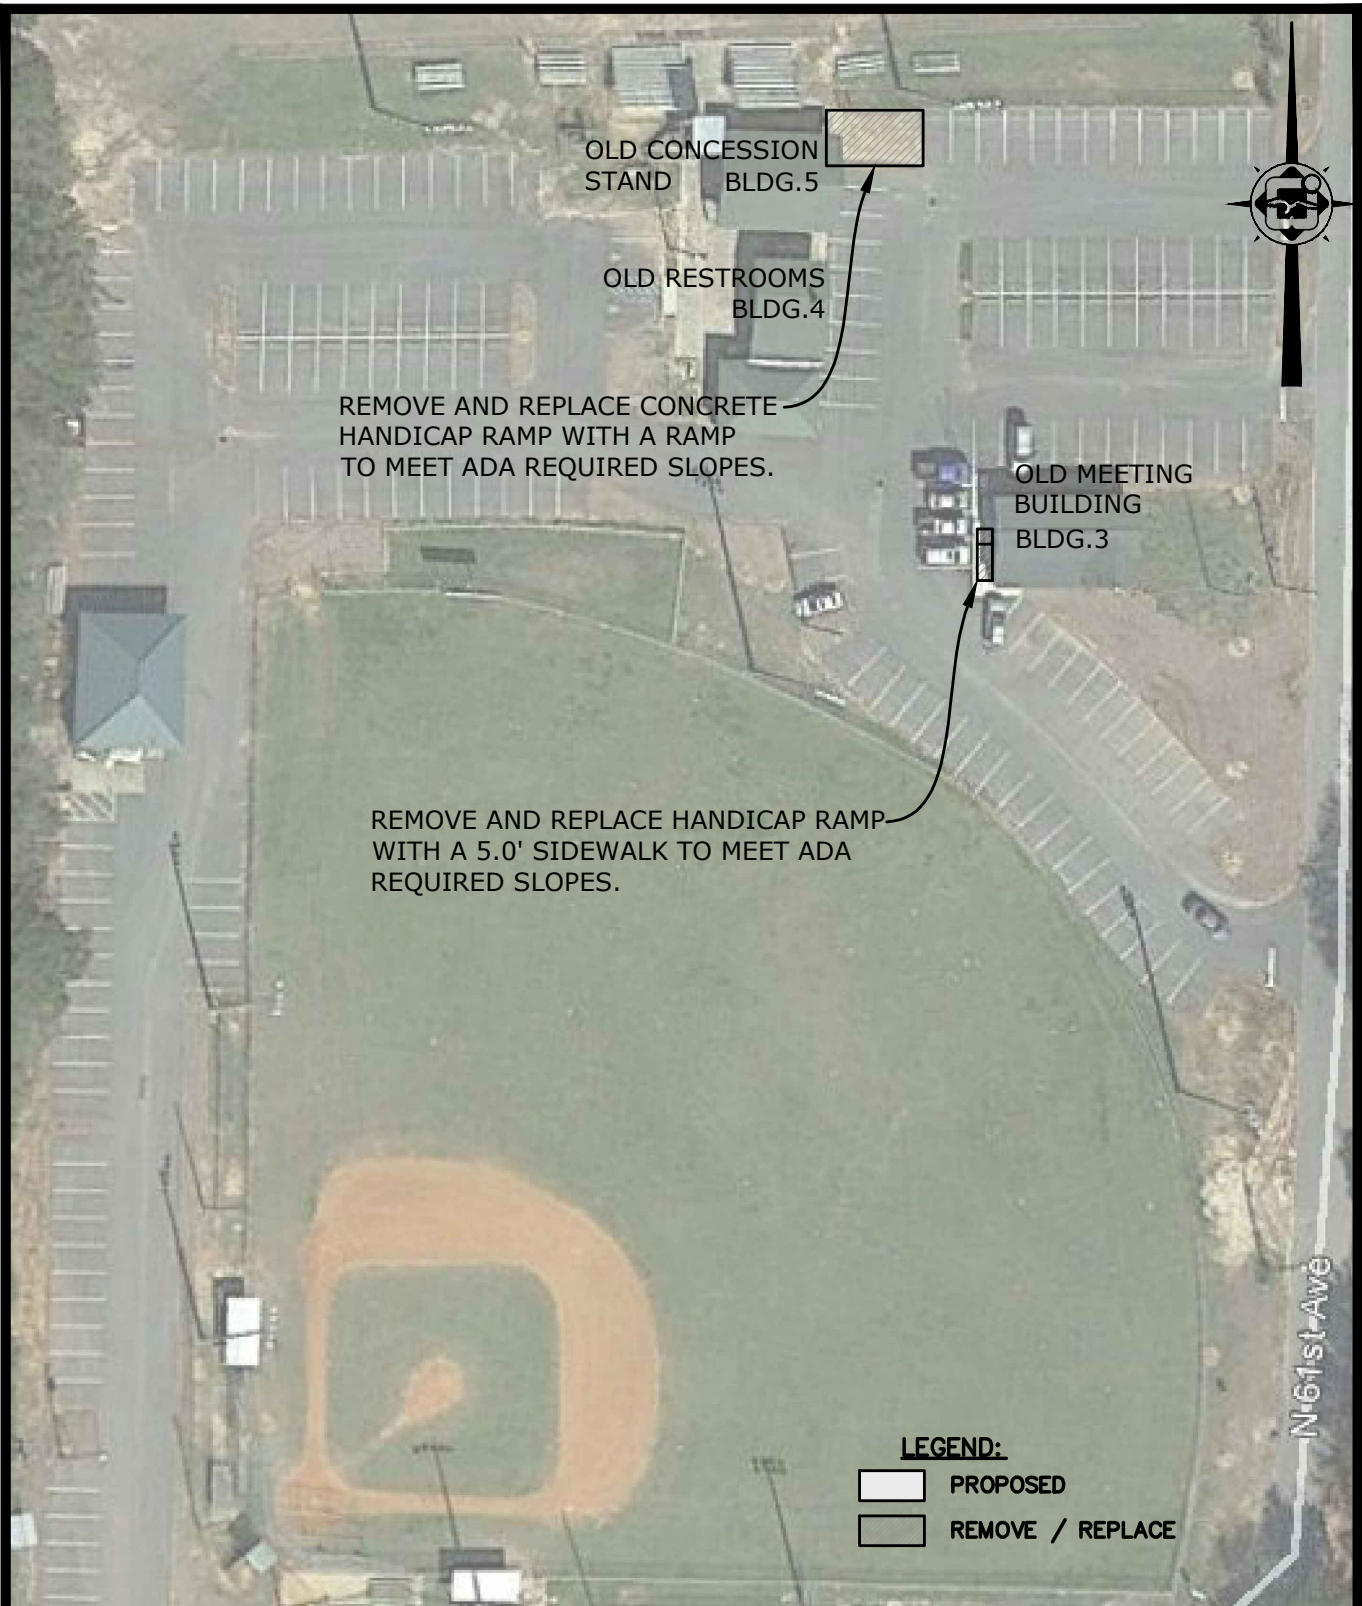 OLD CONCESSION
STAND BLDG.5
OLD RESTROOMS
BLDG.4
REMOVE AND REPLACE CONCRETE
HANDICAP RAMP WITH A RAMP
TO MEET ADA REQUIRED SLOPES.
OLD MEETING
BUILDING
BLDG.3
REMOVE AND REPLACE HANDICAP RAMP
WITH A 5.0' SIDEWALK TO MEET ADA
REQUIRED SLOPES.
N 61st Ave
LEGEND:
PROPOSED
REMOVE / REPLACE